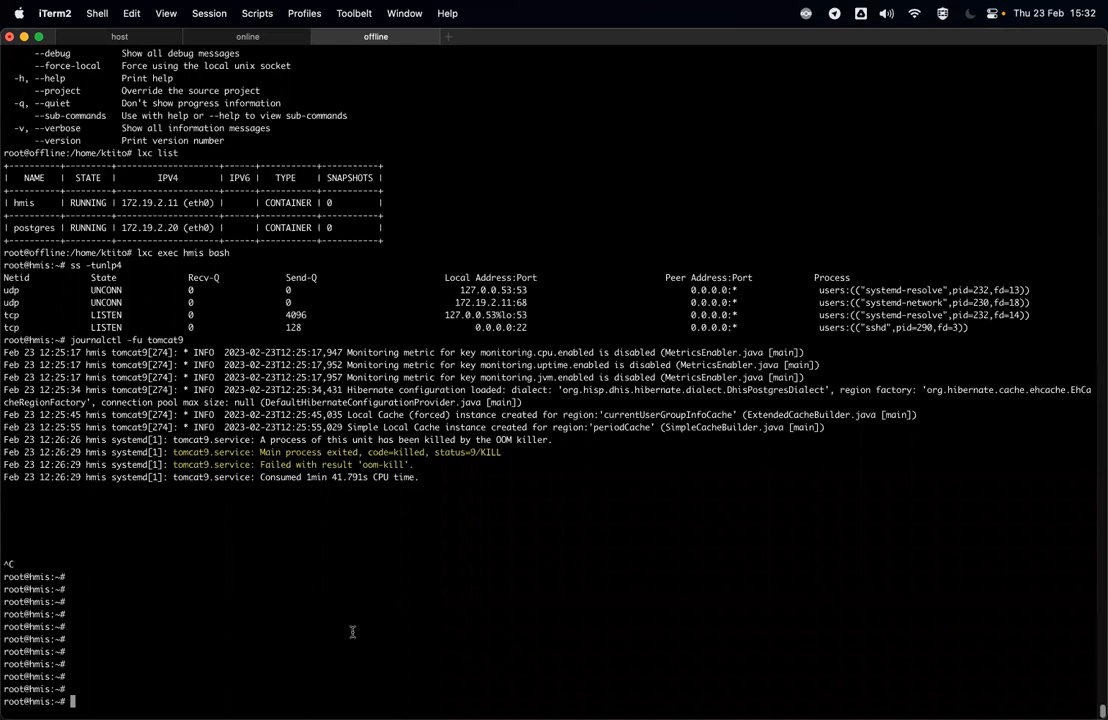 iTerm2 Shell Edit View Session Scripts Profiles Toolbelt Window Help Thu 23 Feb 15:32
host online offline +
--debug Show all debug messages
--force-local Force using the local unix socket
-h, --help Print help
--project Override the source project
-q, --quiet Don't show progress information
--sub-commands Use with help or --help to view sub-commands
-v, --verbose Show all information messages
--version Print version number
root@offline:/home/ktito# lxc list
+----------+---------+---------------------+------+-----------+-----------+
| NAME | STATE | IPV4 | IPV6 | TYPE | SNAPSHOTS |
+----------+---------+---------------------+------+-----------+-----------+
| hmis | RUNNING | 172.19.2.11 (eth0) | | CONTAINER | 0 |
+----------+---------+---------------------+------+-----------+-----------+
| postgres | RUNNING | 172.19.2.20 (eth0) | | CONTAINER | 0 |
+----------+---------+---------------------+------+-----------+-----------+
root@offline:/home/ktito# lxc exec hmis bash
root@hmis:~# ss -tunlp4
Netid State Recv-Q Send-Q Local Address:Port Peer Address:Port Process
udp UNCONN 0 0 127.0.0.53:53 0.0.0.0:* users:(("systemd-resolve",pid=232,fd=13))
udp UNCONN 0 0 172.19.2.11:68 0.0.0.0:* users:(("systemd-network",pid=230,fd=18))
tcp LISTEN 0 4096 127.0.0.53%lo:53 0.0.0.0:* users:(("systemd-resolve",pid=232,fd=14))
tcp LISTEN 0 128 0.0.0.0:22 0.0.0.0:* users:(("sshd",pid=290,fd=3))
root@hmis:~# journalctl -fu tomcat9
Feb 23 12:25:17 hmis tomcat9[274]: * INFO 2023-02-23T12:25:17,947 Monitoring metric for key monitoring.cpu.enabled is disabled (MetricsEnabler.java [main])
Feb 23 12:25:17 hmis tomcat9[274]: * INFO 2023-02-23T12:25:17,952 Monitoring metric for key monitoring.uptime.enabled is disabled (MetricsEnabler.java [main])
Feb 23 12:25:17 hmis tomcat9[274]: * INFO 2023-02-23T12:25:17,957 Monitoring metric for key monitoring.jvm.enabled is disabled (MetricsEnabler.java [main])
Feb 23 12:25:34 hmis tomcat9[274]: * INFO 2023-02-23T12:25:34,431 Hibernate configuration loaded: dialect: 'org.hisp.dhis.hibernate.dialect.DhisPostgresDialect', region factory: 'org.hibernate.cache.ehcache.EhCa
cheRegionFactory', connection pool max size: null (DefaultHibernateConfigurationProvider.java [main])
Feb 23 12:25:45 hmis tomcat9[274]: * INFO 2023-02-23T12:25:45,035 Local Cache (forced) instance created for region:'currentUserGroupInfoCache' (ExtendedCacheBuilder.java [main])
Feb 23 12:25:55 hmis tomcat9[274]: * INFO 2023-02-23T12:25:55,029 Simple Local Cache instance created for region:'periodCache' (SimpleCacheBuilder.java [main])
Feb 23 12:26:26 hmis systemd[1]: tomcat9.service: A process of this unit has been killed by the OOM killer.
Feb 23 12:26:29 hmis systemd[1]: tomcat9.service: Main process exited, code=killed, status=9/KILL
Feb 23 12:26:29 hmis systemd[1]: tomcat9.service: Failed with result 'oom-kill'.
Feb 23 12:26:29 hmis systemd[1]: tomcat9.service: Consumed 1min 41.791s CPU time.
^C
root@hmis:~#
root@hmis:~#
root@hmis:~#
root@hmis:~#
root@hmis:~#
root@hmis:~#
root@hmis:~#
root@hmis:~#
root@hmis:~#
root@hmis:~#
root@hmis:~#